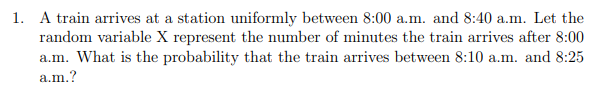 1. A train arrives at a station uniformly between 8:00 a.m. and 8:40 a.m. Let the
random variable X represent the number of minutes the train arrives after 8:00
a.m. What is the probability that the train arrives between 8:10 a.m. and 8:25
a.m.?